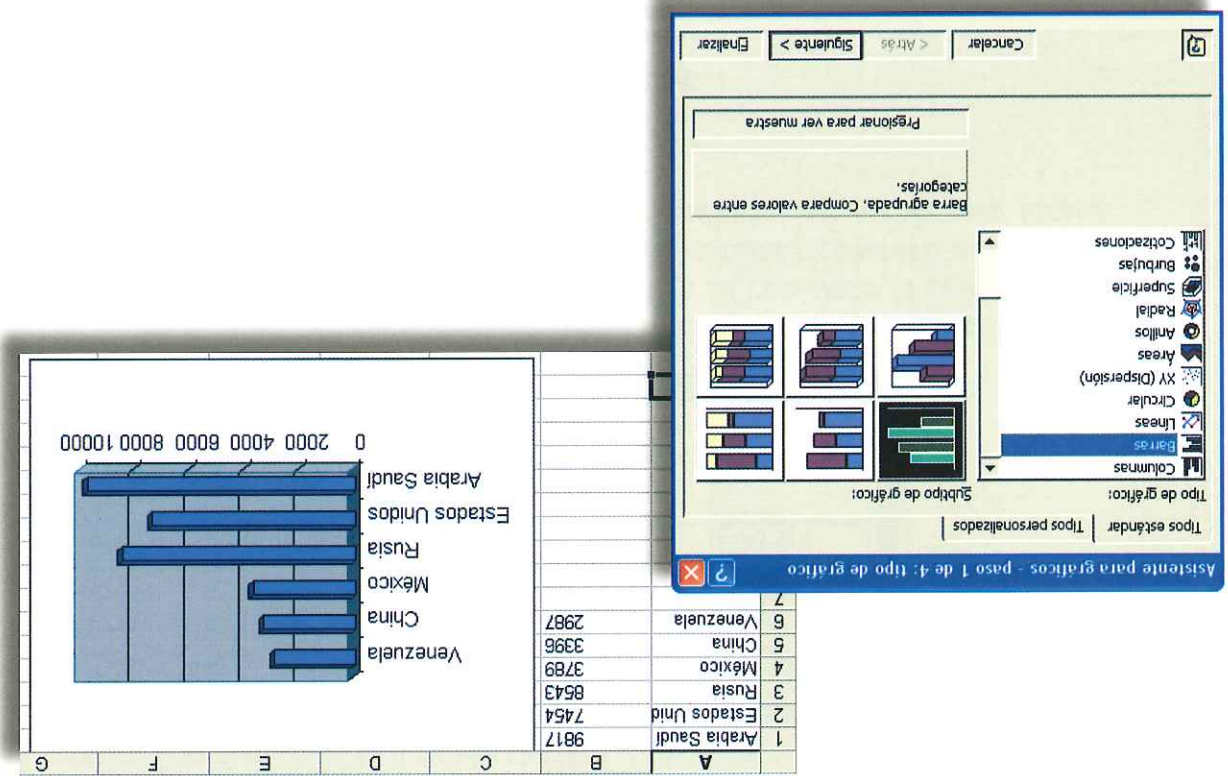 Asistente para gráficos - paso 1 de 4: tipo de gráfico
Tipos estándar
Tipos personalizados
Tipo de gráfico:
Columnas
Barras
Líneas
Circular
XY (Dispersión)
Áreas
Anillos
Radial
Superficie
Burbujas
Cotizaciones
Subtipo de gráfico:
Barra agrupada. Compara valores entre
categorías.
Presionar para ver muestra
Cancelar
< Atrás
Siguiente >
Finalizar
A B C D E F G
1 Arabia Saudí 9817
2 Estados Unid 7454
3 Rusia 8543
4 México 3789
5 China 3396
6 Venezuela 2987
7
Venezuela
China
México
Rusia
Estados Unidos
Arabia Saudí
0 2000 4000 6000 8000 10000